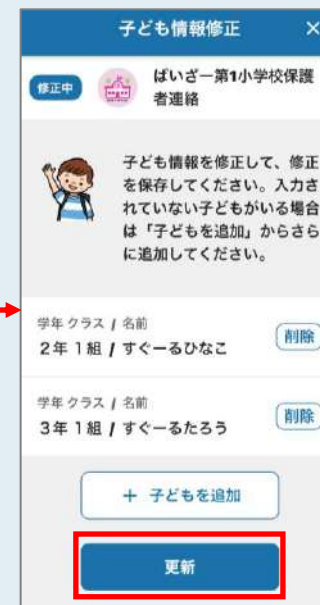 子ども情報修正 ×
修正中
ばいざー第1小学校保護
者連絡
子ども情報を修正して、修正
を保存してください。入力さ
れていない子どもがいる場合
は「子どもを追加」からさら
に追加してください。
学年 クラス / 名前
2年 1組 / すぐーるひなこ
削除
学年 クラス / 名前
3年 1組 / すぐーるたろう
削除
+ 子どもを追加
更新